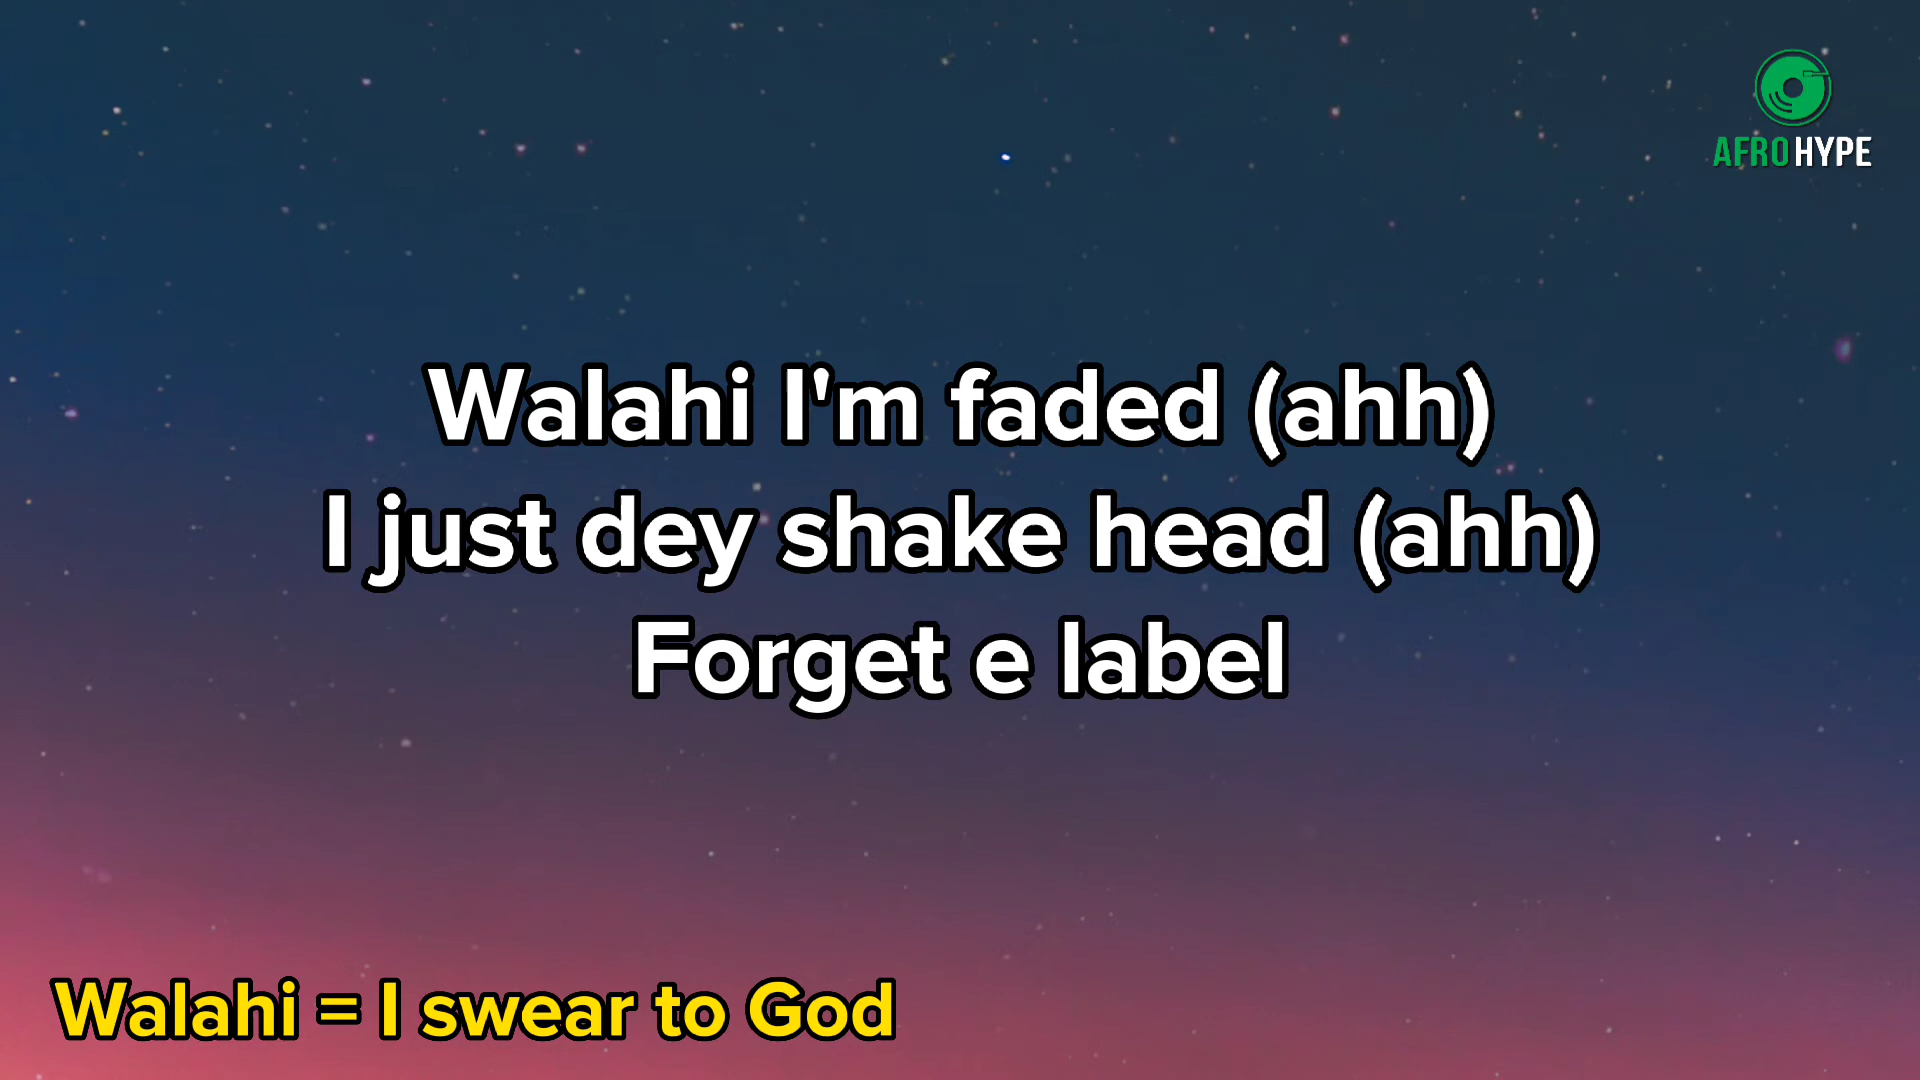 AFROHYPE
Walahi I'm faded (ahh)
I just dey shake head (ahh)
Forget e label
Walahi = I swear to God